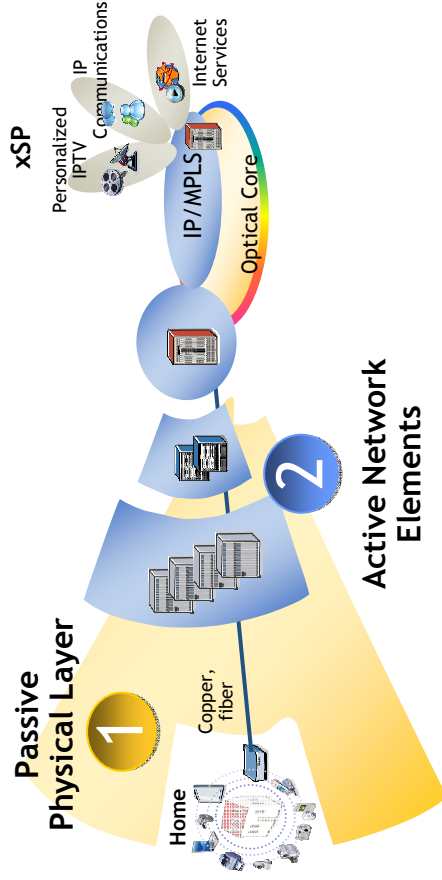 Passive
Physical Layer
1
Home
Copper,
fiber
2
Active Network
Elements
xSP
Personalized
IPTV
IP
Communications
Internet
Services
IP/MPLS
Optical Core